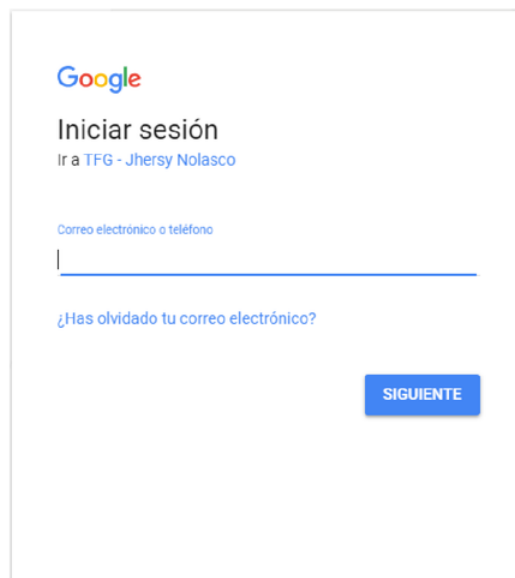 Google
Iniciar sesión
Ir a TFG - Jhersy Nolasco
Correo electrónico o teléfono
¿Has olvidado tu correo electrónico?
SIGUIENTE